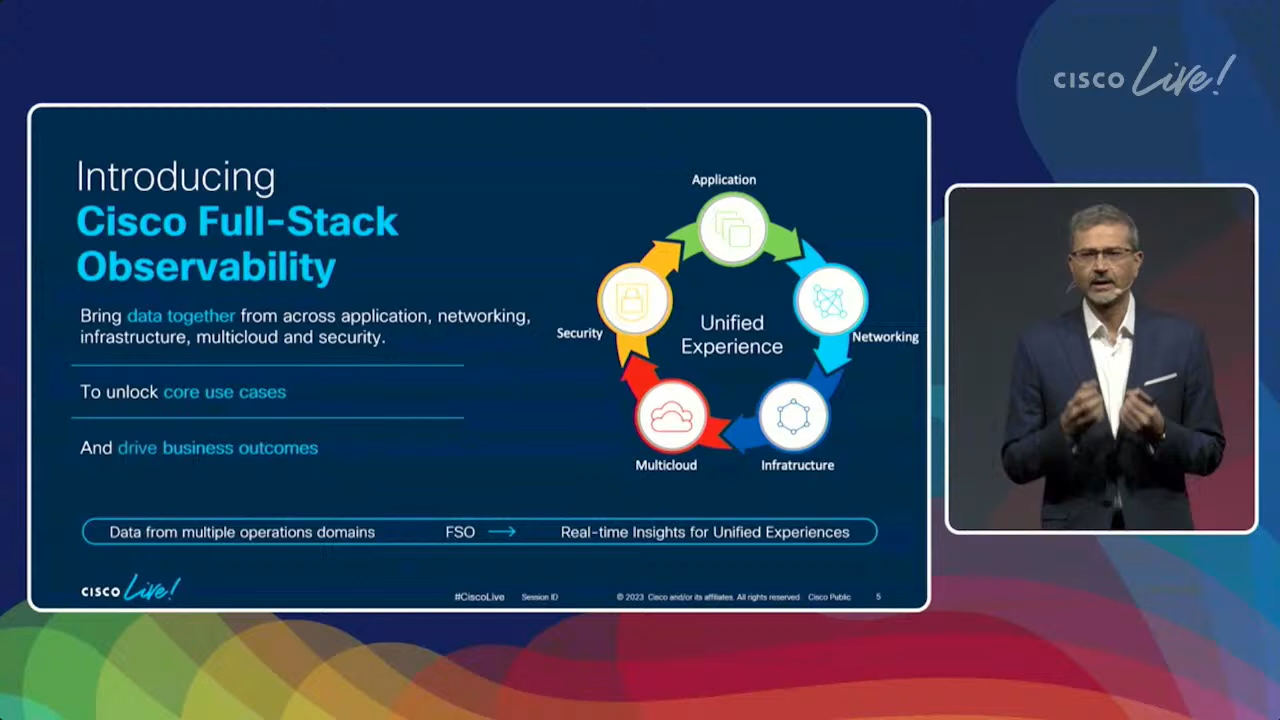 CISCO Live!
Introducing
Cisco Full-Stack
Observability
Bring data together from across application, networking,
infrastructure, multicloud and security.
To unlock core use cases
And drive business outcomes
Application
Security
Unified
Experience
Networking
Multicloud
Infratructure
Data from multiple operations domains FSO → Real-time Insights for Unified Experiences
CISCO Live!
#CiscoLive Session ID © 2023 Cisco and/or its affiliates. All rights reserved Cisco Public 5